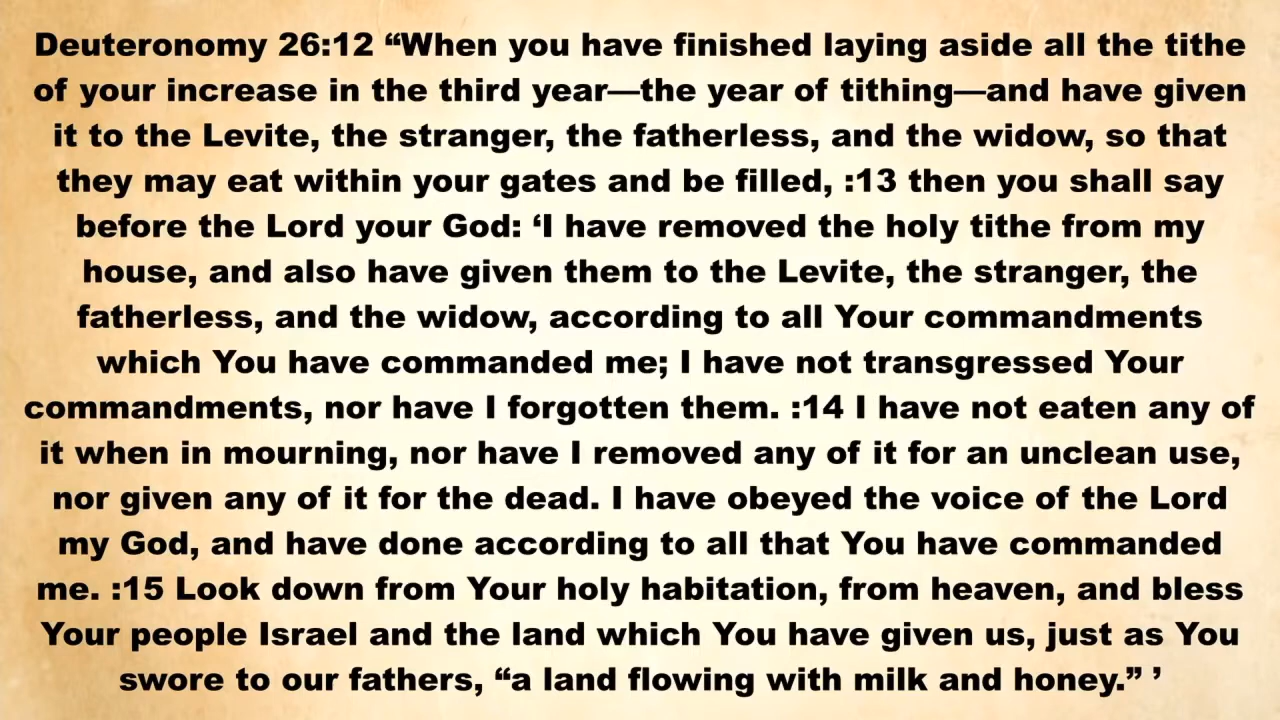 Deuteronomy 26:12 “When you have finished laying aside all the tithe
of your increase in the third year—the year of tithing—and have given
it to the Levite, the stranger, the fatherless, and the widow, so that
they may eat within your gates and be filled, :13 then you shall say
before the Lord your God: ‘I have removed the holy tithe from my
house, and also have given them to the Levite, the stranger, the
fatherless, and the widow, according to all Your commandments
which You have commanded me; I have not transgressed Your
commandments, nor have I forgotten them. :14 I have not eaten any of
it when in mourning, nor have I removed any of it for an unclean use,
nor given any of it for the dead. I have obeyed the voice of the Lord
my God, and have done according to all that You have commanded
me. :15 Look down from Your holy habitation, from heaven, and bless
Your people Israel and the land which You have given us, just as You
swore to our fathers, “a land flowing with milk and honey.” ’